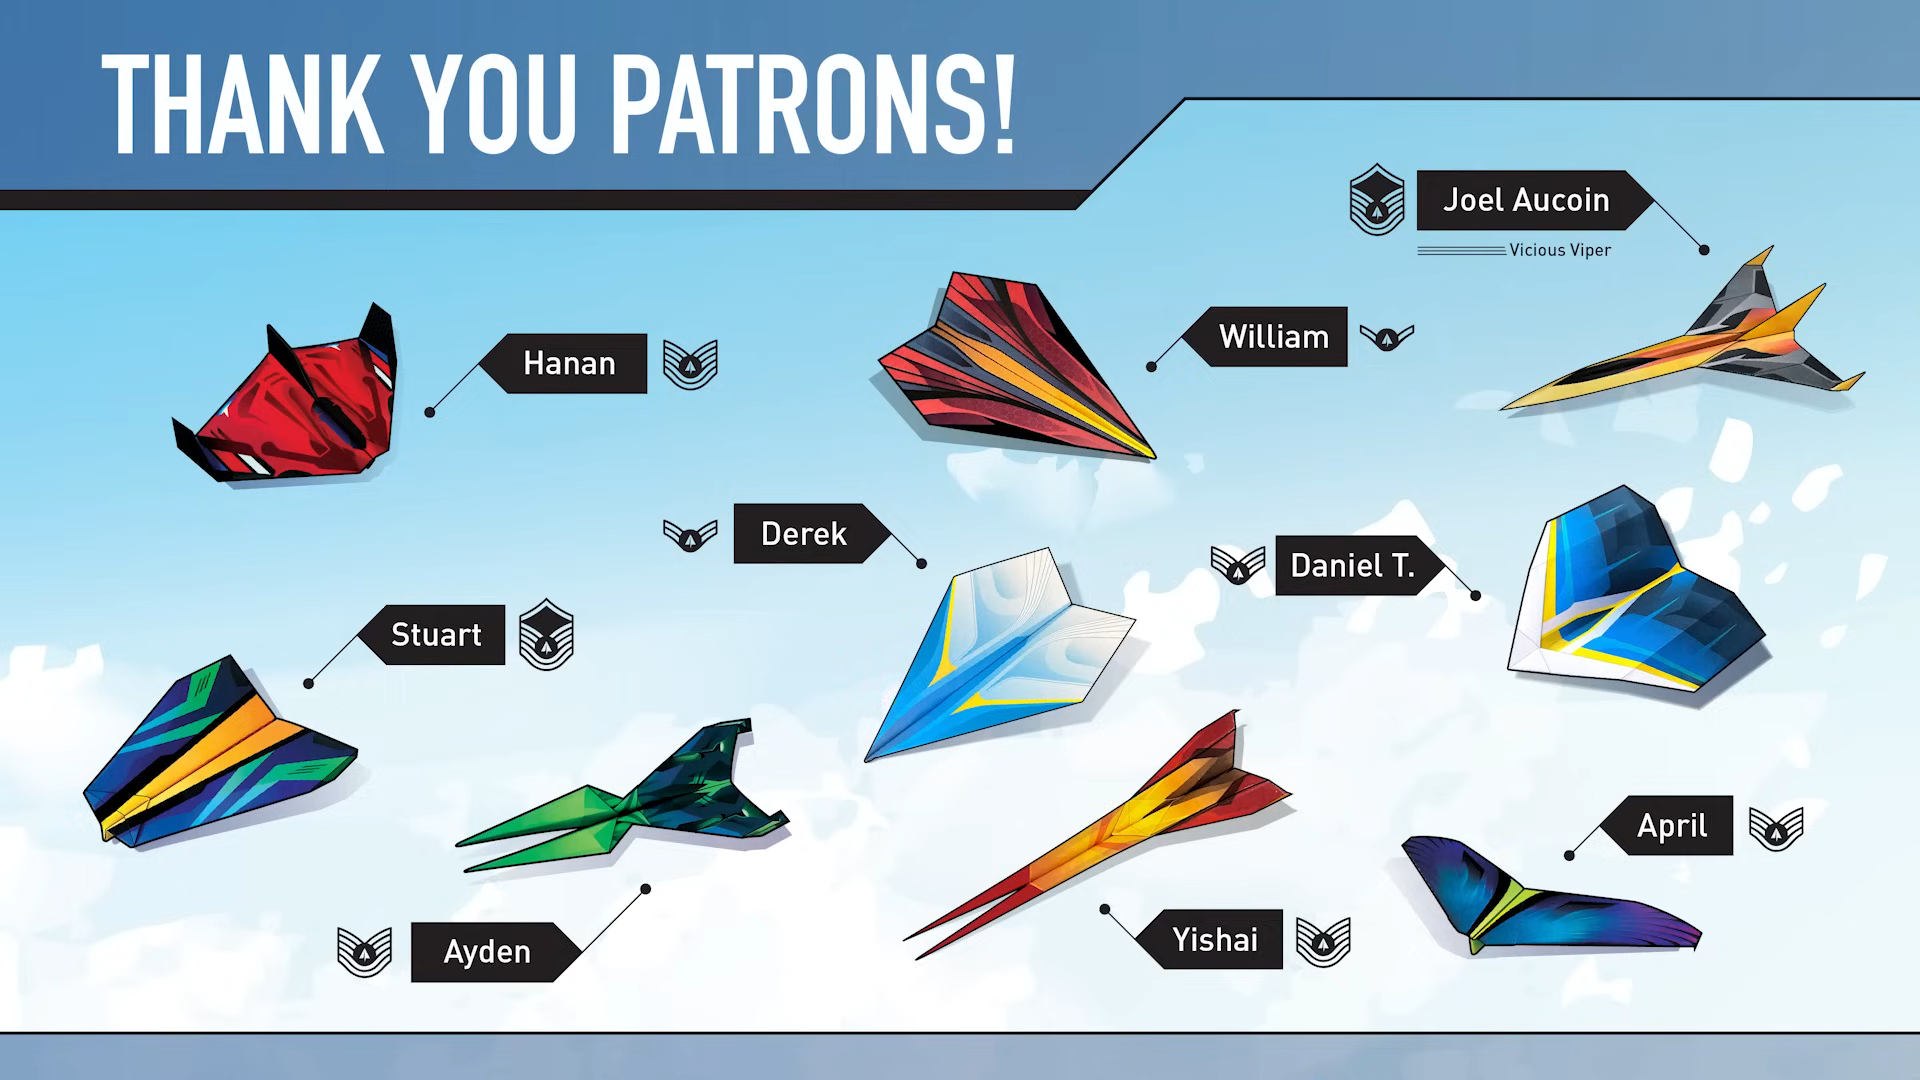 THANK YOU PATRONS!
Joel Aucoin
Vicious Viper
William
Hanan
Derek
Daniel T.
Stuart
April
Yishai
Ayden